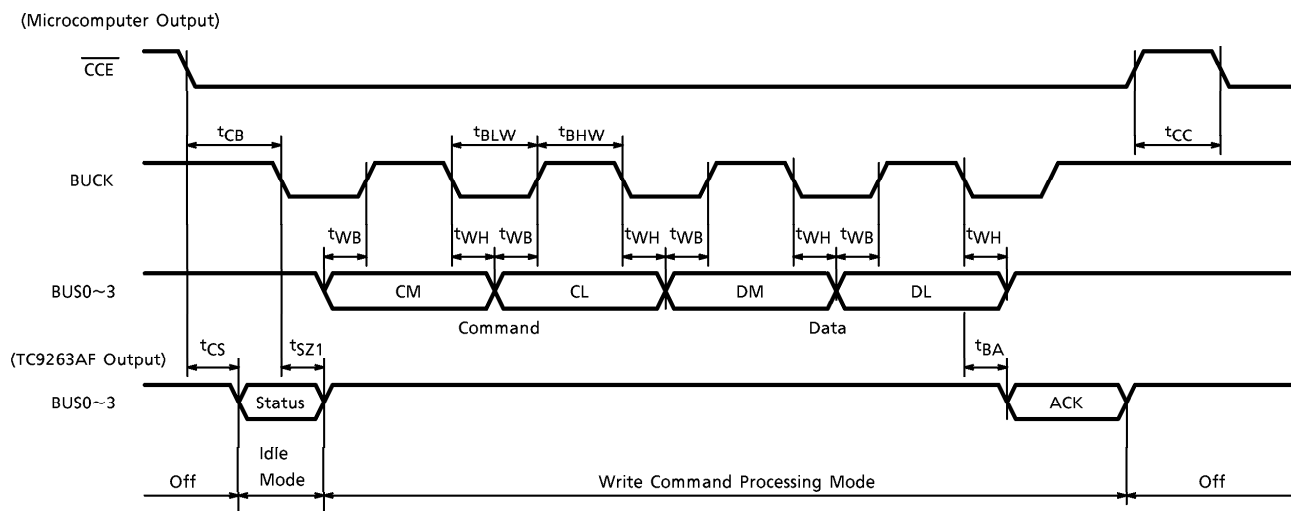 (Microcomputer Output)
CCE
tCB
tBLW
tBHW
tCC
BUCK
tWB
tWH
tWB
tWH
tWB
tWH
tWB
tWH
BUS0~3
CM
CL
DM
DL
Command
Data
tCS
tSZ1
tBA
(TC9263AF Output)
BUS0~3
Status
ACK
Idle
Mode
Off
Write Command Processing Mode
Off